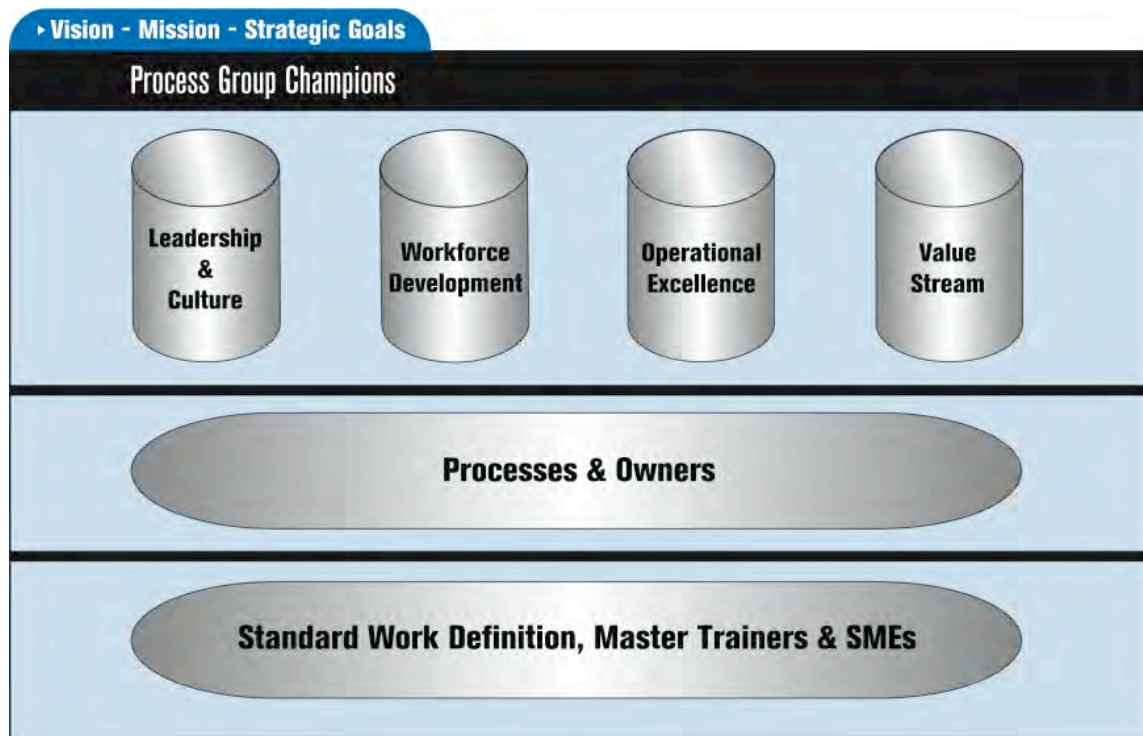 Vision - Mission - Strategic Goals
Process Group Champions
Leadership
&
Culture
Workforce
Development
Operational
Excellence
Value
Stream
Processes & Owners
Standard Work Definition, Master Trainers & SMEs